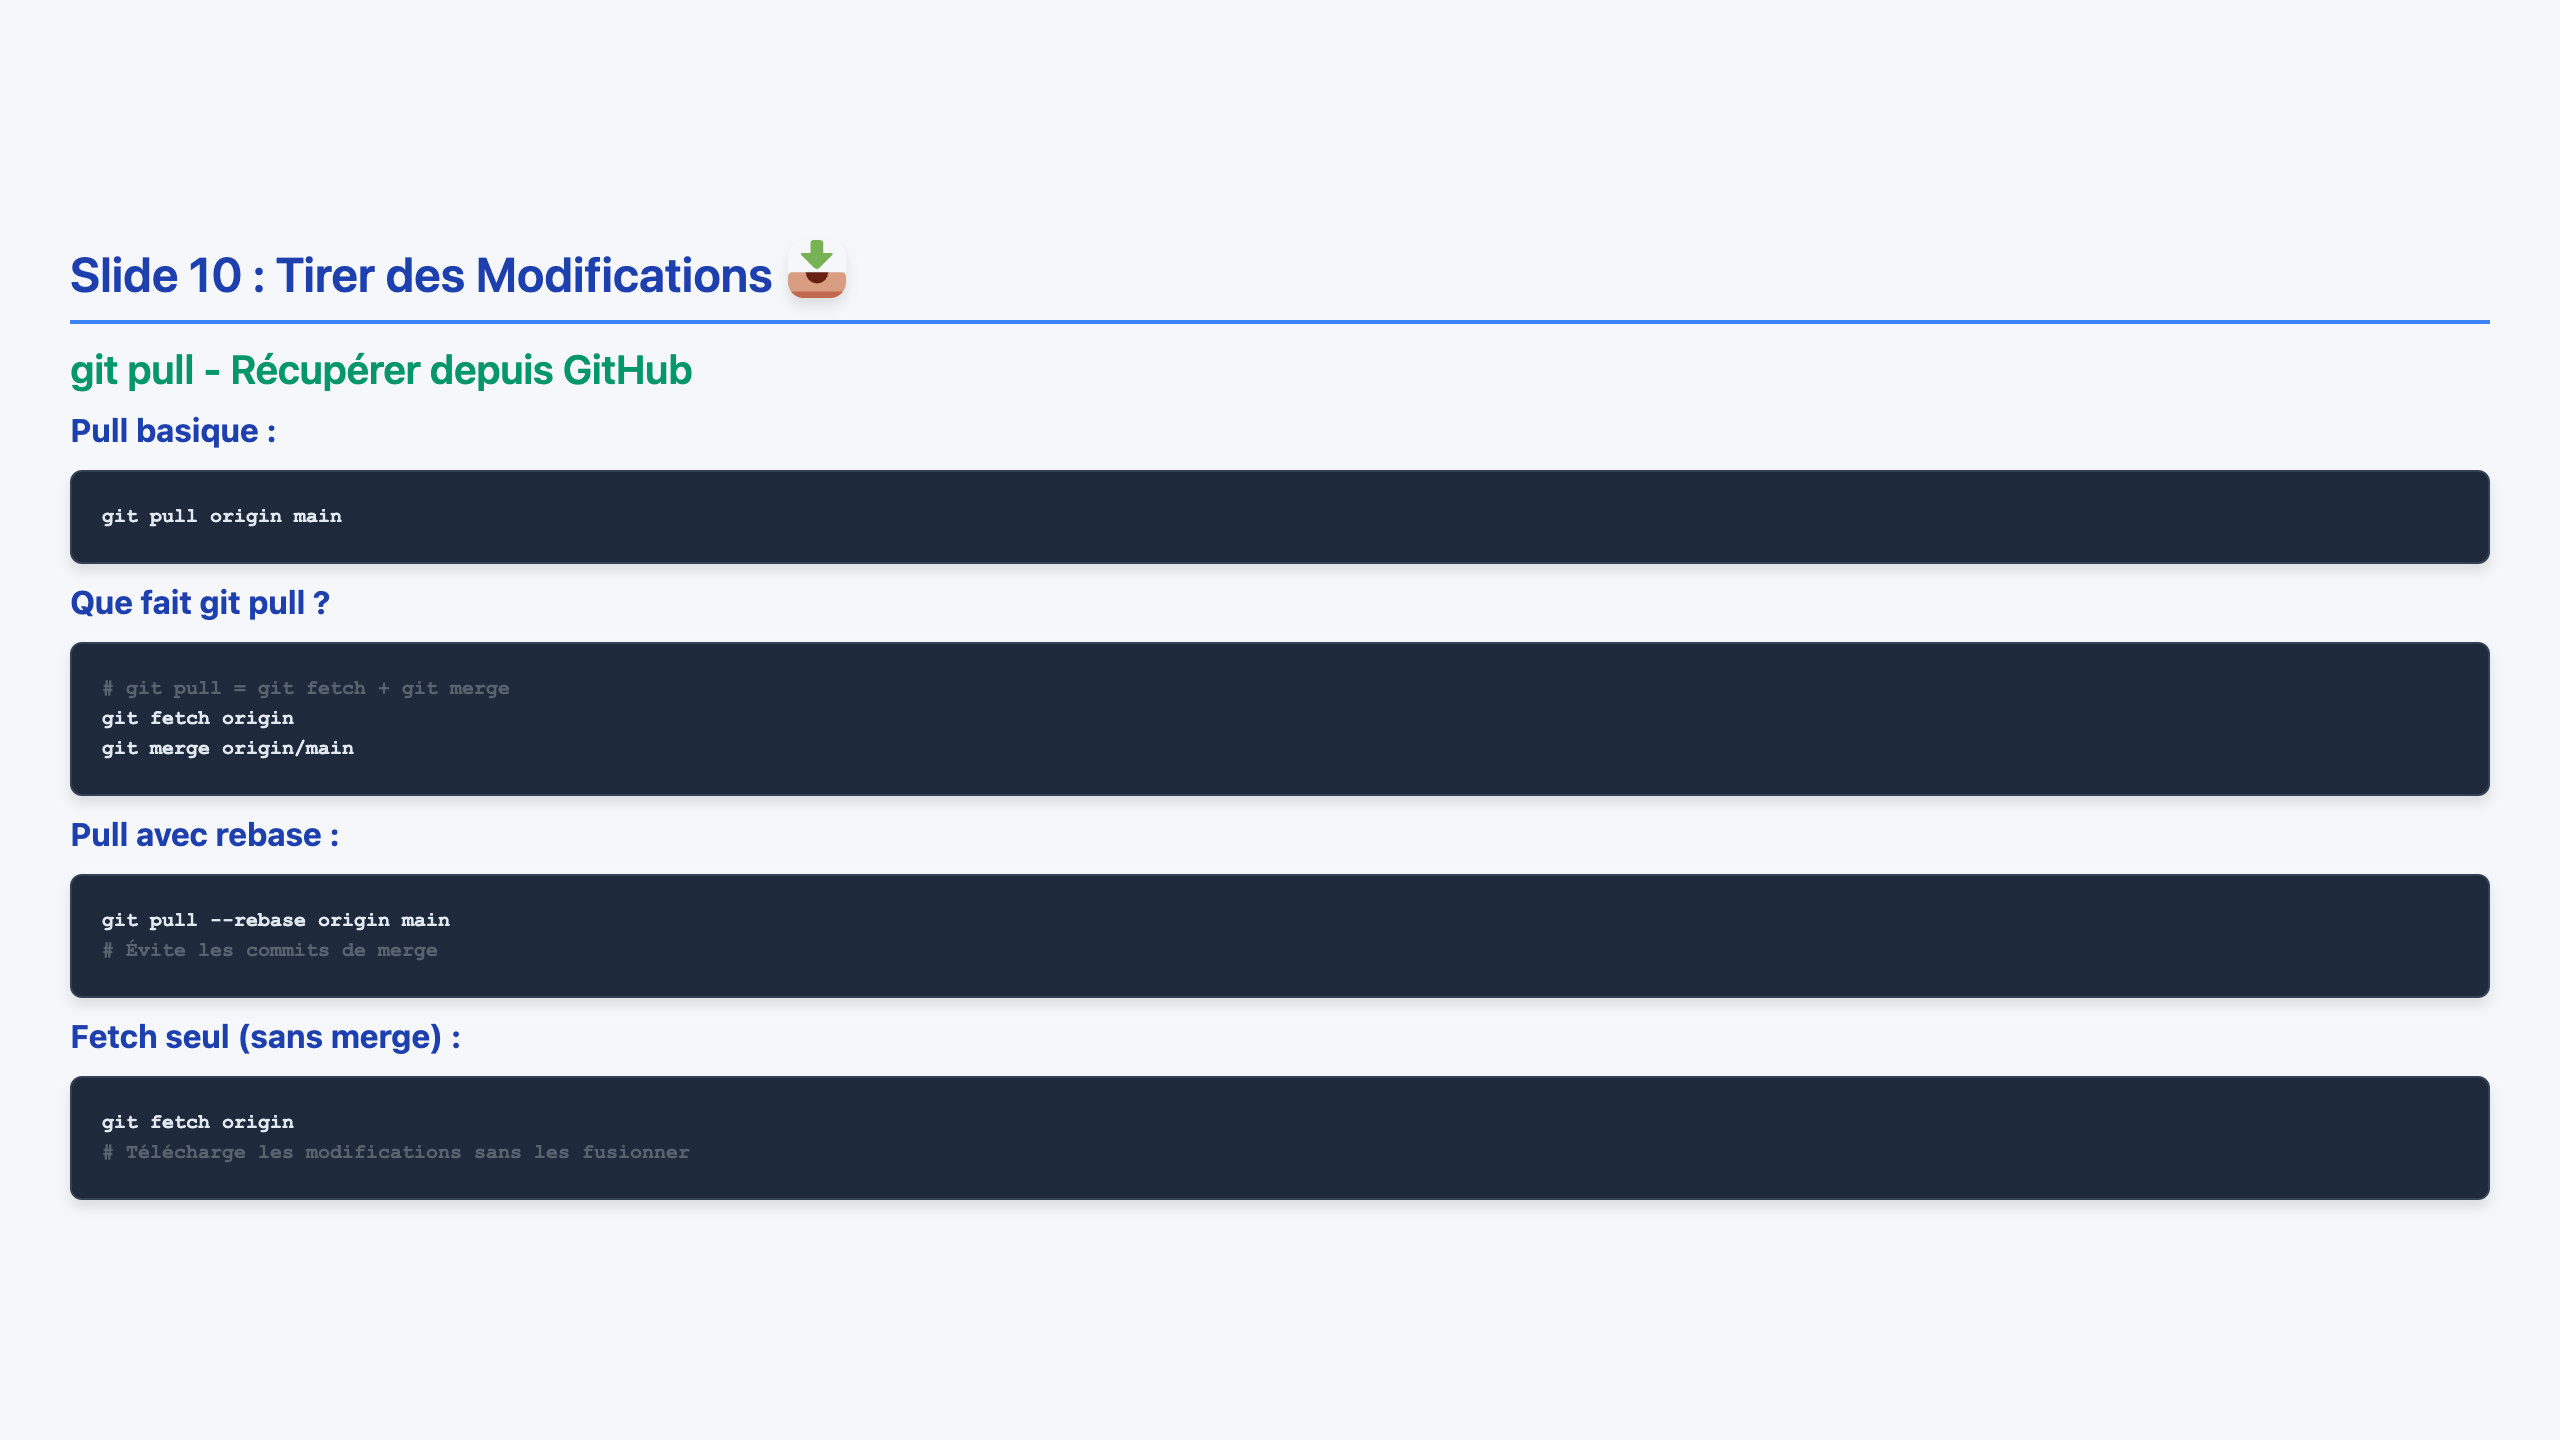 Slide 10 : Tirer des Modifications
git pull - Récupérer depuis GitHub
Pull basique :
git pull origin main
Que fait git pull ?
# git pull = git fetch + git merge
git fetch origin
git merge origin/main
Pull avec rebase :
git pull --rebase origin main
# Évite les commits de merge
Fetch seul (sans merge) :
git fetch origin
# Télécharge les modifications sans les fusionner